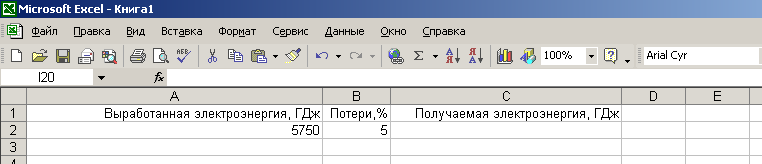 Microsoft Excel - Книга1
Файл Правка Вид Вставка Формат Сервис Данные Окно Справка
100% Arial Cyr
I20 fx
A B C D E
1 Выработанная электроэнергия, ГДж Потери,% Получаемая электроэнергия, ГДж
2 5750 5
3